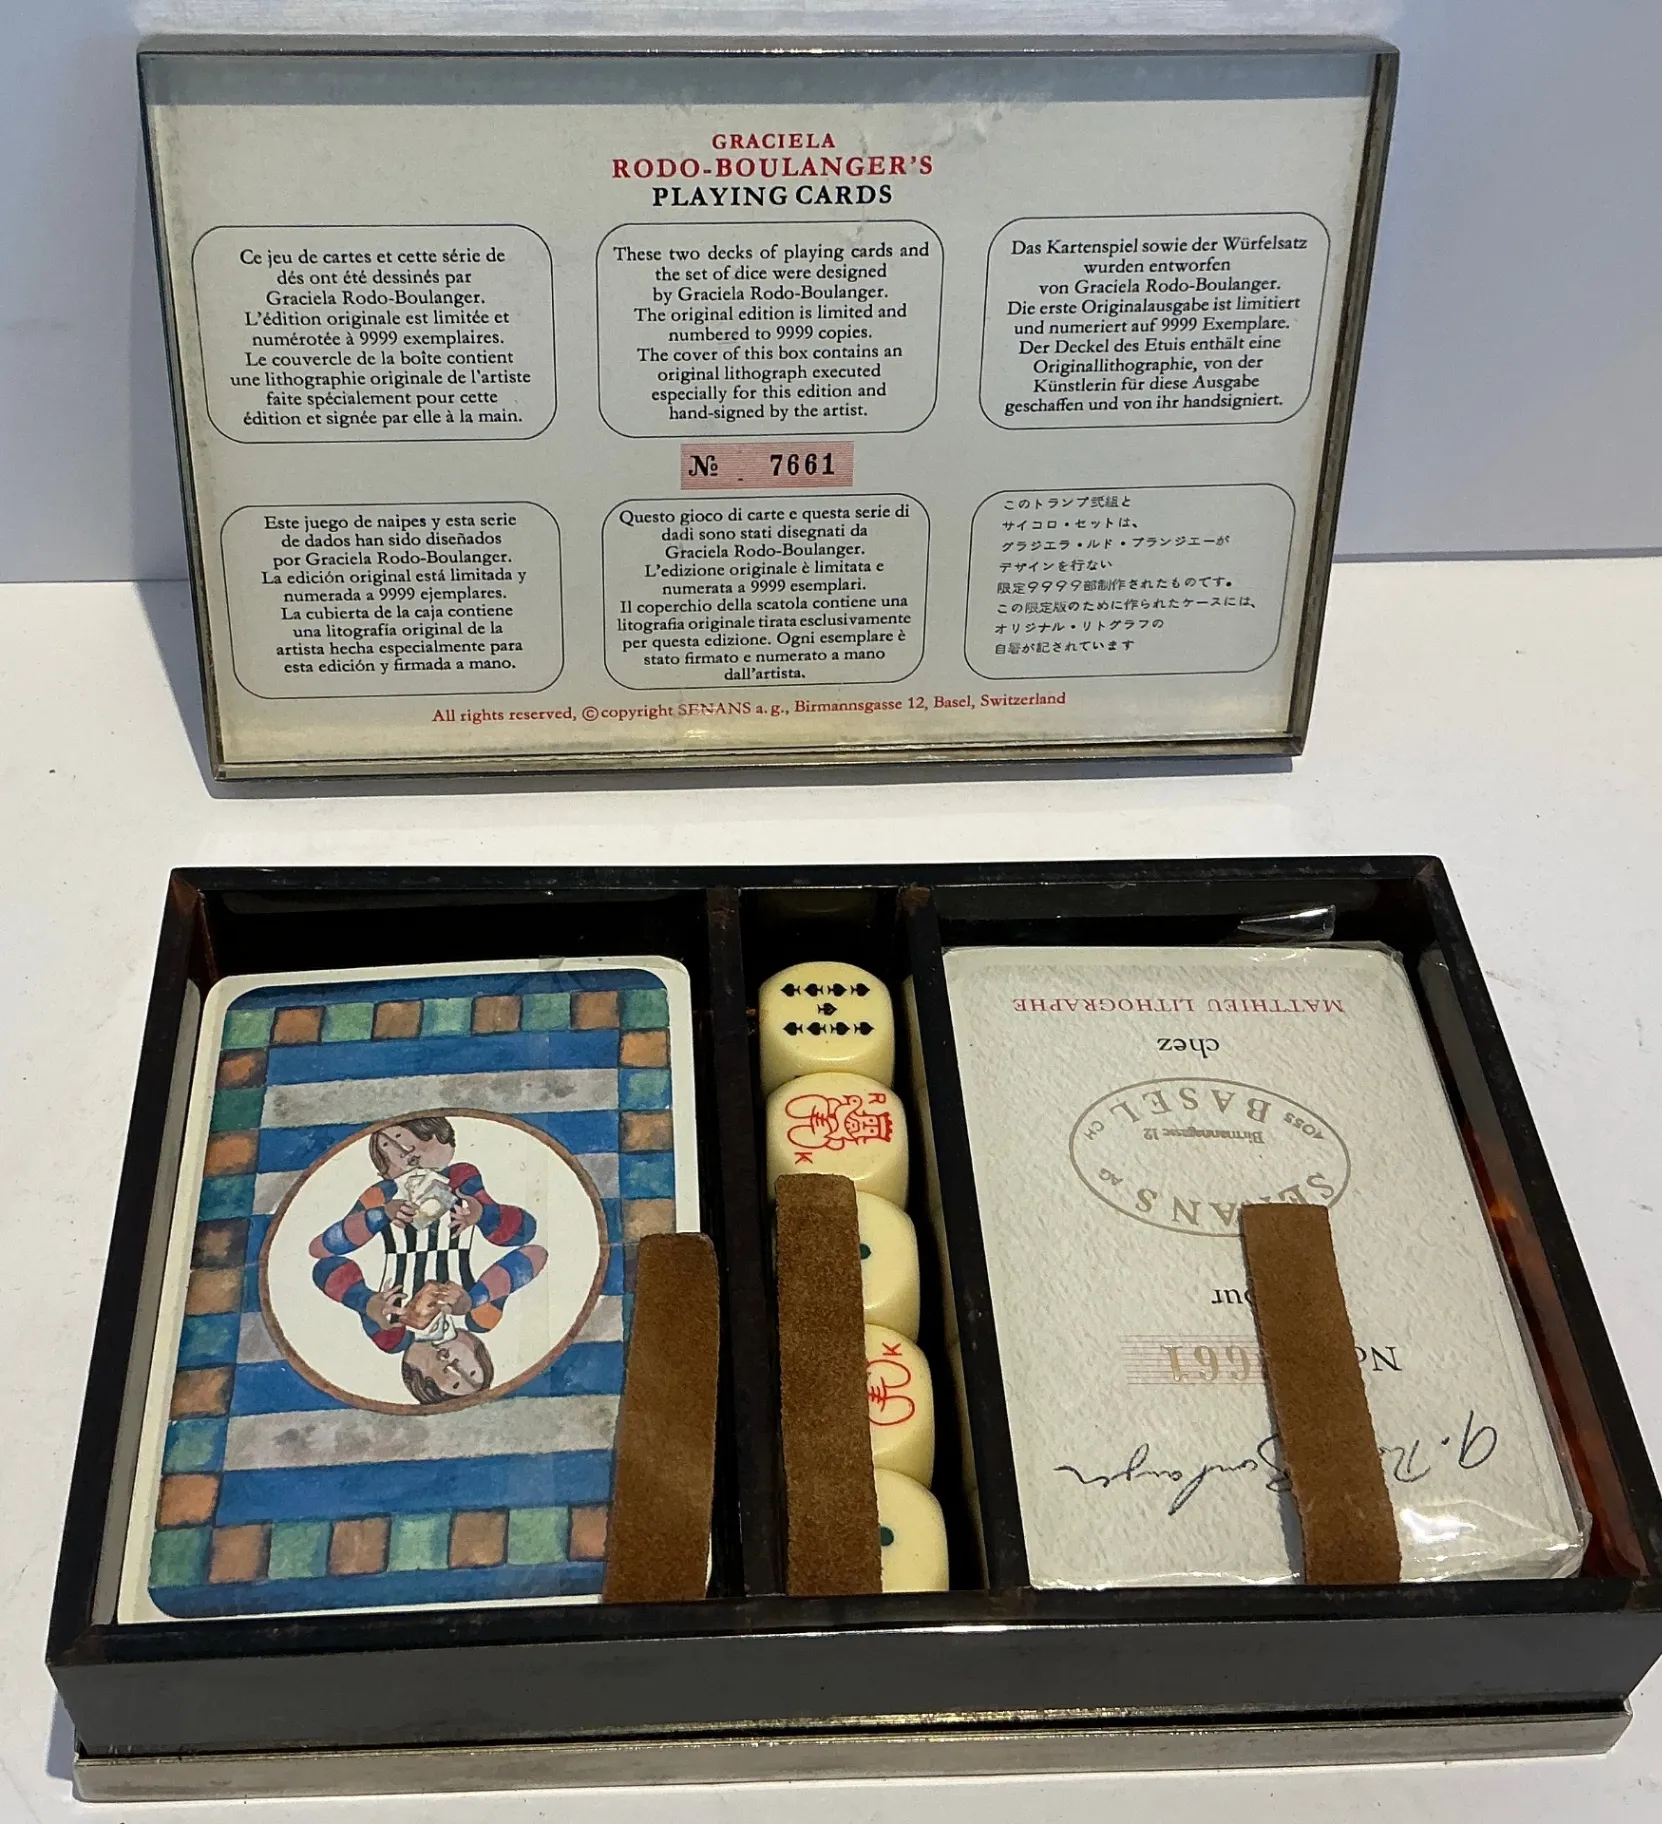 GRACIELA
RODO-BOULANGER'S
PLAYING CARDS
Ce jeu de cartes et cette série de
dés ont été dessinés par
Graciela Rodo-Boulanger.
L'édition originale est limitée et
numérotée à 9999 exemplaires.
Le couvercle de la boîte contient
une lithographie originale de l'artiste
faite spécialement pour cette
édition et signée par elle à la main.
These two decks of playing cards and
the set of dice were designed
by Graciela Rodo-Boulanger.
The original edition is limited and
numbered to 9999 copies.
The cover of this box contains an
original lithograph executed
especially for this edition and
hand-signed by the artist.
Das Kartenspiel sowie der Würfelsatz
wurden entworfen
von Graciela Rodo-Boulanger.
Die erste Originalausgabe ist limitiert
und numeriert auf 9999 Exemplare.
Der Deckel des Etuis enthält eine
Originallithographie, von der
Künstlerin für diese Ausgabe
geschaffen und von ihr handsigniert.
№ 7661
Este juego de naipes y esta serie
de dados han sido diseñados
por Graciela Rodo-Boulanger.
La edición original está limitada y
numerada a 9999 ejemplares.
La cubierta de la caja contiene
una litografía original de la
artista hecha especialmente para
esta edición y firmada a mano.
Questo gioco di carte e questa serie di
dadi sono stati disegnati da
Graciela Rodo-Boulanger.
L'edizione originale è limitata e
numerata a 9999 esemplari.
Il coperchio della scatola contiene una
litografia originale tirata esclusivamente
per questa edizione. Ogni esemplare è
stato firmato e numerato a mano
dall'artista.
このトランプ弐組と
サイコロ・セットは、
グラジエラ・ルド・ブランジエーが
デザインを行ない
限定9999部制作されたものです。
この限定版のために作られたケースには、
オリジナル・リトグラフの
自署が記されています
All rights reserved, © copyright SENANS a.g., Birmannsgasse 12, Basel, Switzerland
R
K
K
MATTHIEU LITHOGRAPHE
chez
4055 BASEL CH
Birmannsgasse 12
SENANS AG
No 661
G. R Boulanger